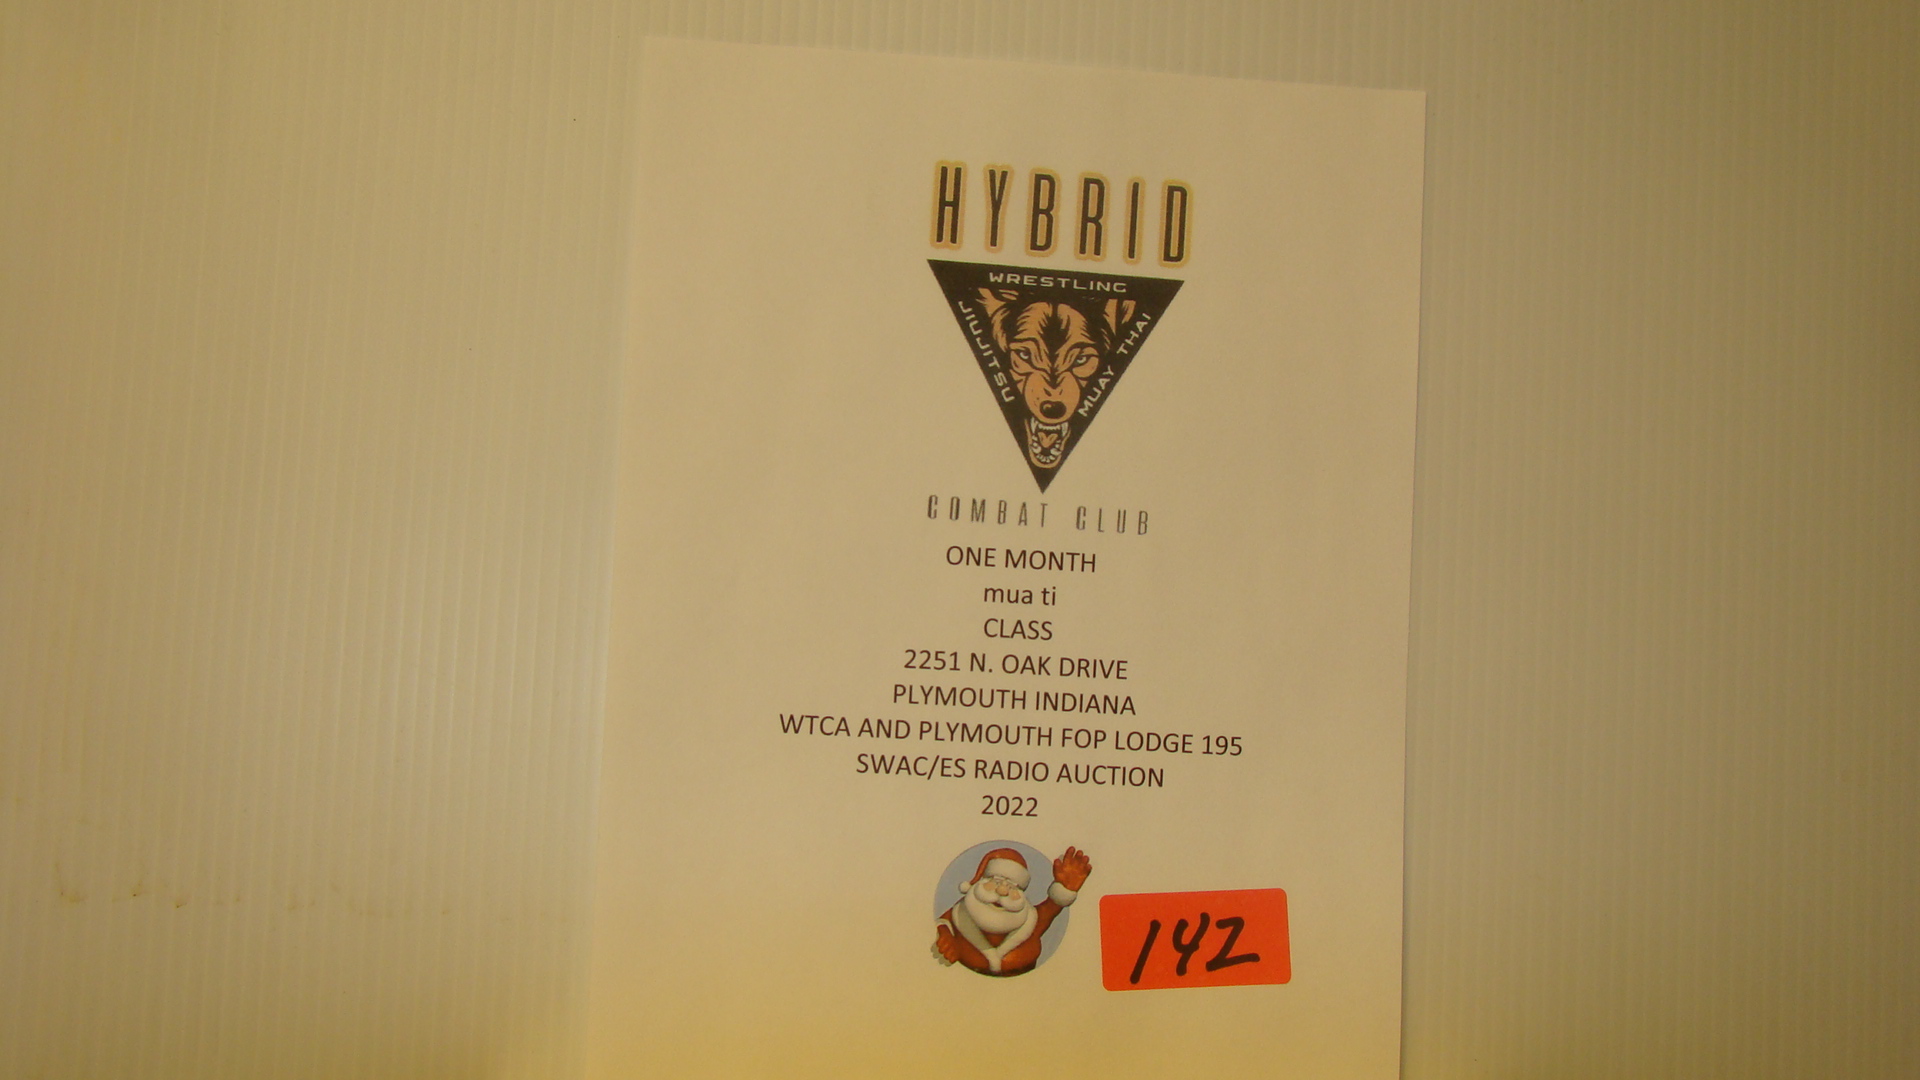 HYBRID
WRESTLING
JIUJITSU
MUAY THAI
COMBAT CLUB
ONE MONTH
mua ti
CLASS
2251 N. OAK DRIVE
PLYMOUTH INDIANA
WTCA AND PLYMOUTH FOP LODGE 195
SWAC/ES RADIO AUCTION
2022
142